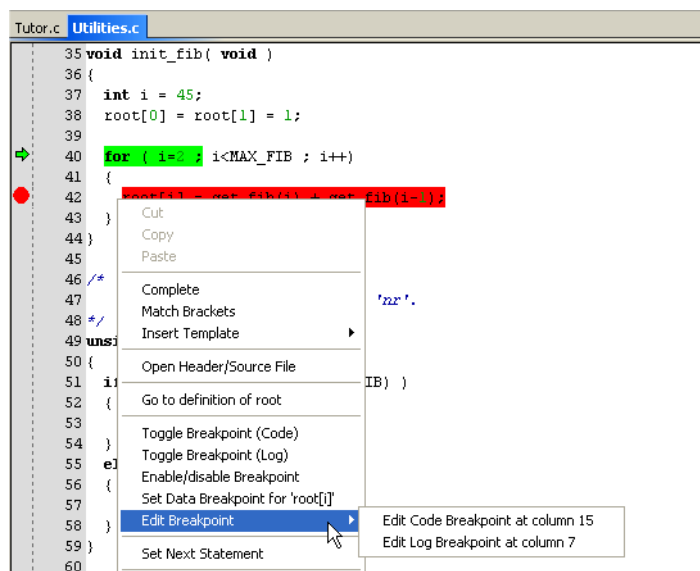 Tutor.c Utilities.c
35 void init_fib( void )
36 {
37 int i = 45;
38 root[0] = root[1] = 1;
39
40 for ( i=2 ; i<MAX_FIB ; i++)
41 {
42 root[i] = get_fib(i) + get_fib(i-1);
43 }
44 }
45
46 /*
47 'nr'.
48 */
49 unsi
50 {
51 if IB) )
52 {
53
54 }
55 el
56 {
57
58 }
59 }
60
Cut
Copy
Paste
Complete
Match Brackets
Insert Template
Open Header/Source File
Go to definition of root
Toggle Breakpoint (Code)
Toggle Breakpoint (Log)
Enable/disable Breakpoint
Set Data Breakpoint for 'root[i]'
Edit Breakpoint
Set Next Statement
Edit Code Breakpoint at column 15
Edit Log Breakpoint at column 7